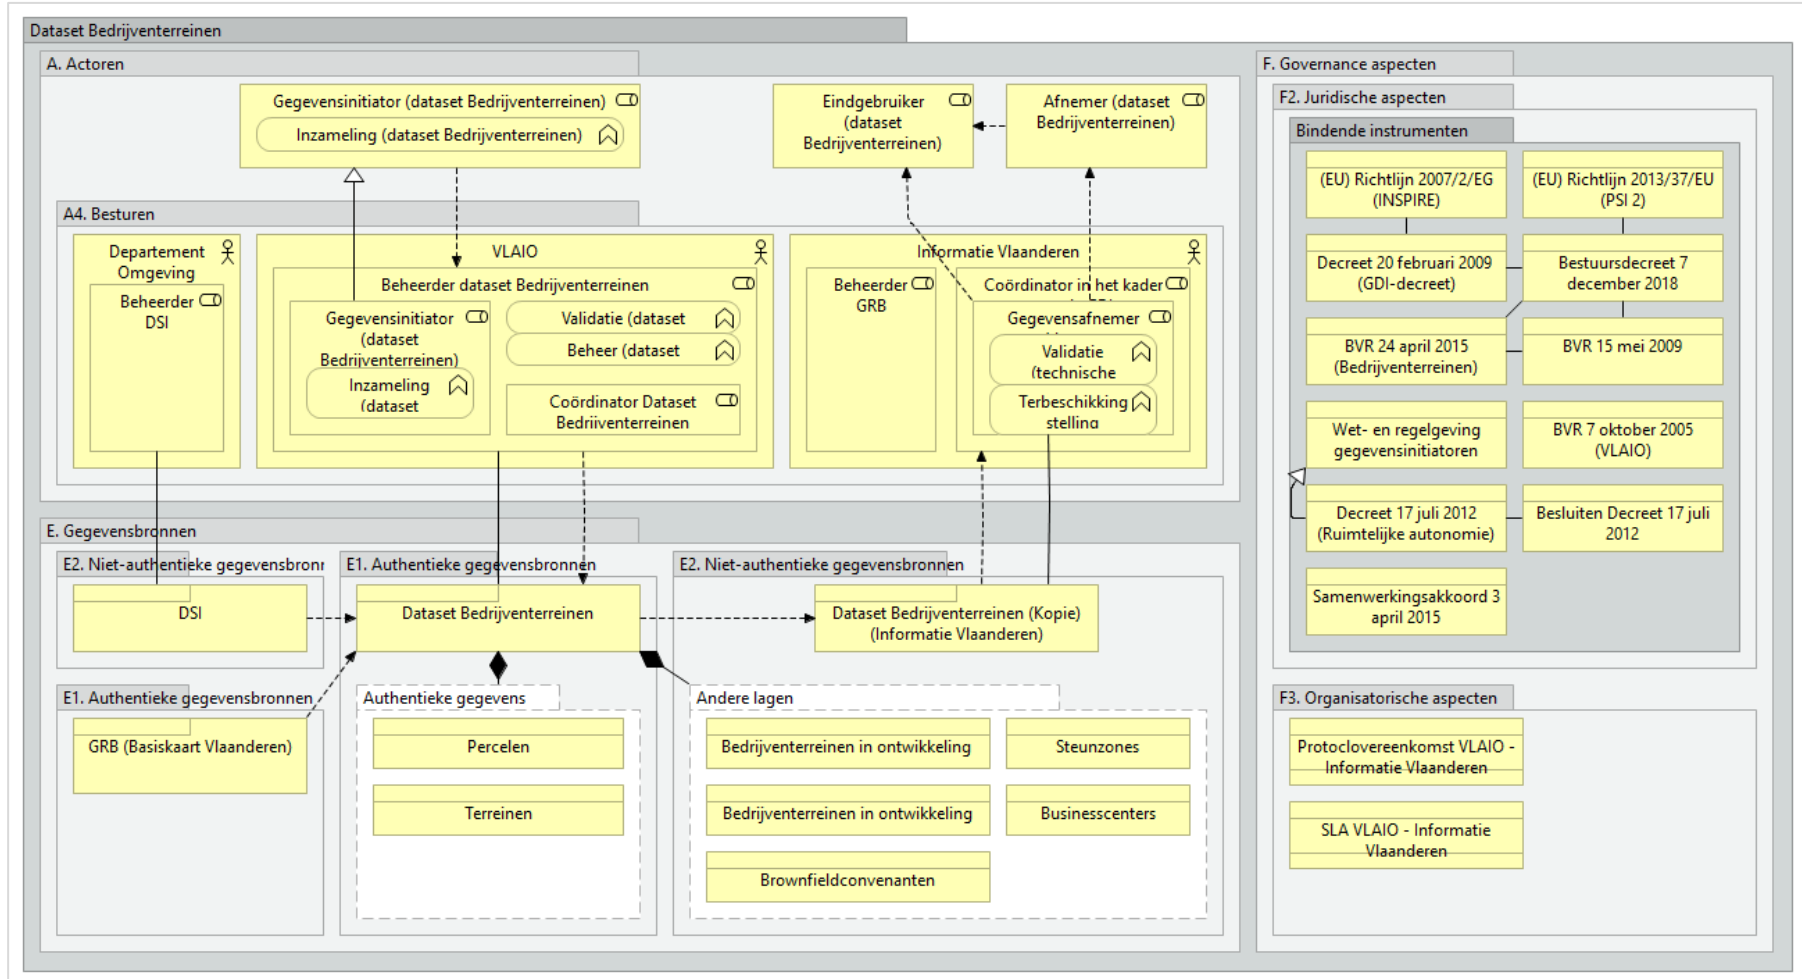 Dataset Bedrijventerreinen
A. Actoren
Gegevensinitiator (dataset Bedrijventerreinen)
Inzameling (dataset Bedrijventerreinen)
Eindgebruiker
(dataset
Bedrijventerreinen)
Afnemer (dataset
Bedrijventerreinen)
A4. Besturen
Departement
Omgeving
Beheerder
DSI
VLAIO
Beheerder dataset Bedrijventerreinen
Gegevensinitiator
(dataset
Bedrijventerreinen)
Inzameling
(dataset
Validatie (dataset
Beheer (dataset
Coördinator Dataset
Bedrijventerreinen
Informatie Vlaanderen
Beheerder
GRB
Coördinator in het kader
Gegevensafnemer
Validatie
(technische
Terbeschikking
stelling
E. Gegevensbronnen
E2. Niet-authentieke gegevensbronn
DSI
E1. Authentieke gegevensbronnen
Dataset Bedrijventerreinen
E2. Niet-authentieke gegevensbronnen
Dataset Bedrijventerreinen (Kopie)
(Informatie Vlaanderen)
E1. Authentieke gegevensbronnen
GRB (Basiskaart Vlaanderen)
Authentieke gegevens
Percelen
Terreinen
Andere lagen
Bedrijventerreinen in ontwikkeling
Steunzones
Bedrijventerreinen in ontwikkeling
Businesscenters
Brownfieldconvenanten
F. Governance aspecten
F2. Juridische aspecten
Bindende instrumenten
(EU) Richtlijn 2007/2/EG
(INSPIRE)
(EU) Richtlijn 2013/37/EU
(PSI 2)
Decreet 20 februari 2009
(GDI-decreet)
Bestuursdecreet 7
december 2018
BVR 24 april 2015
(Bedrijventerreinen)
BVR 15 mei 2009
Wet- en regelgeving
gegevensinitiatoren
BVR 7 oktober 2005
(VLAIO)
Decreet 17 juli 2012
(Ruimtelijke autonomie)
Besluiten Decreet 17 juli
2012
Samenwerkingsakkoord 3
april 2015
F3. Organisatorische aspecten
Protoclovereenkomst VLAIO -
Informatie Vlaanderen
SLA VLAIO - Informatie
Vlaanderen